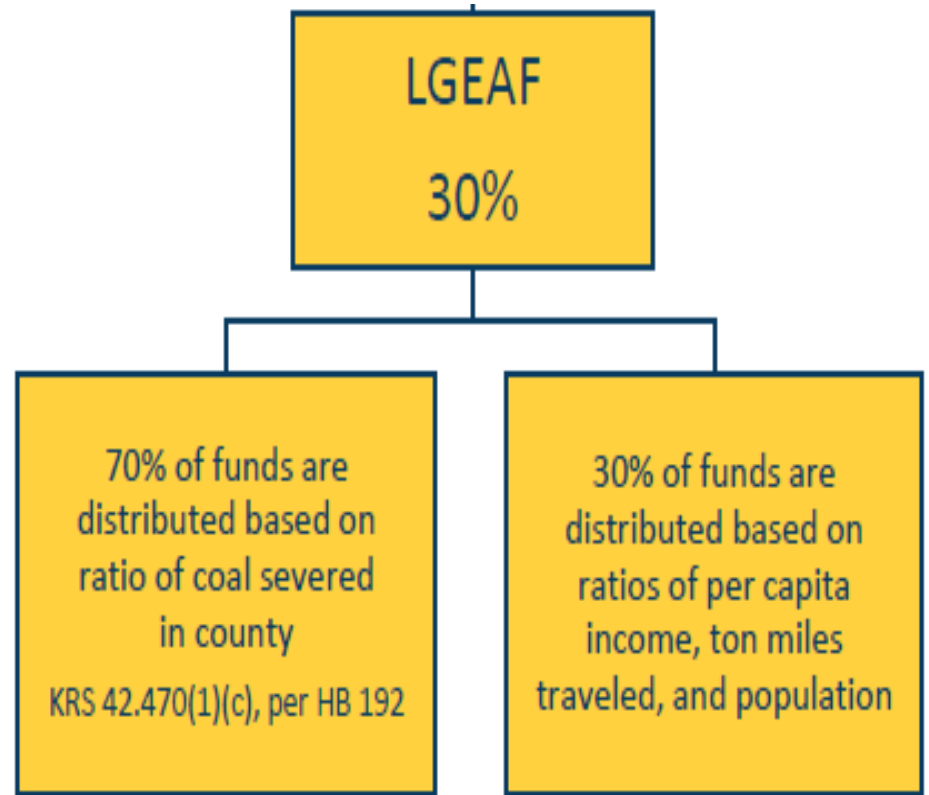 LGEAF
30%
70% of funds are
distributed based on
ratio of coal severed
in county
KRS 42.470(1)(c), per HB 192
30% of funds are
distributed based on
ratios of per capita
income, ton miles
traveled, and population